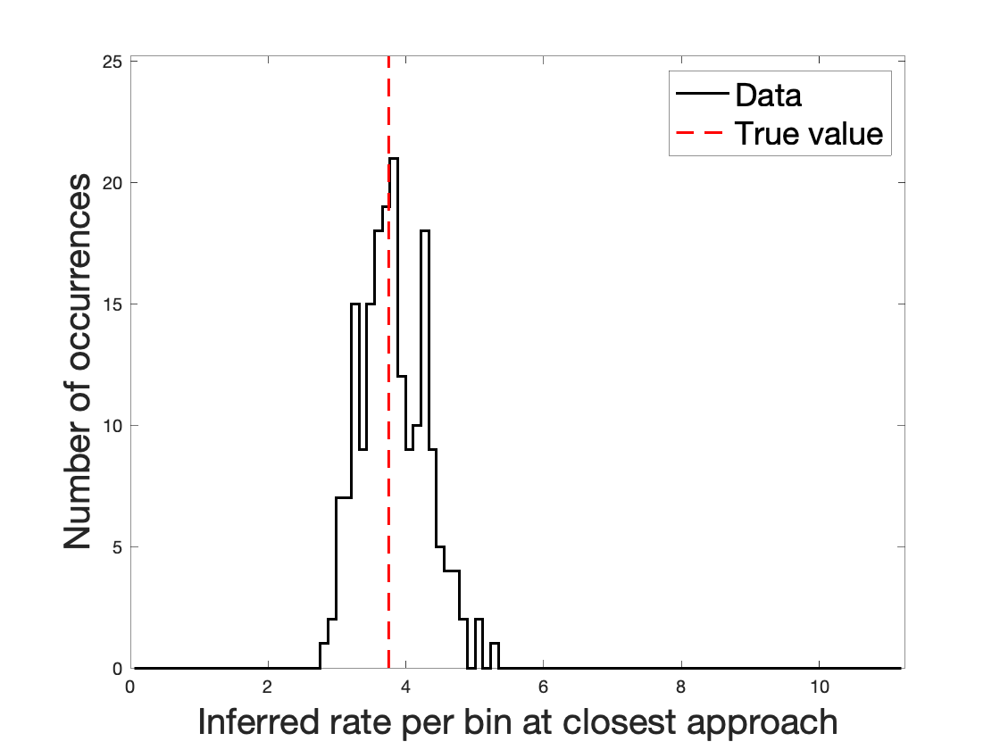 25
20
15
10
5
0
Number of occurrences
Data
True value
0 2 4 6 8 10
Inferred rate per bin at closest approach